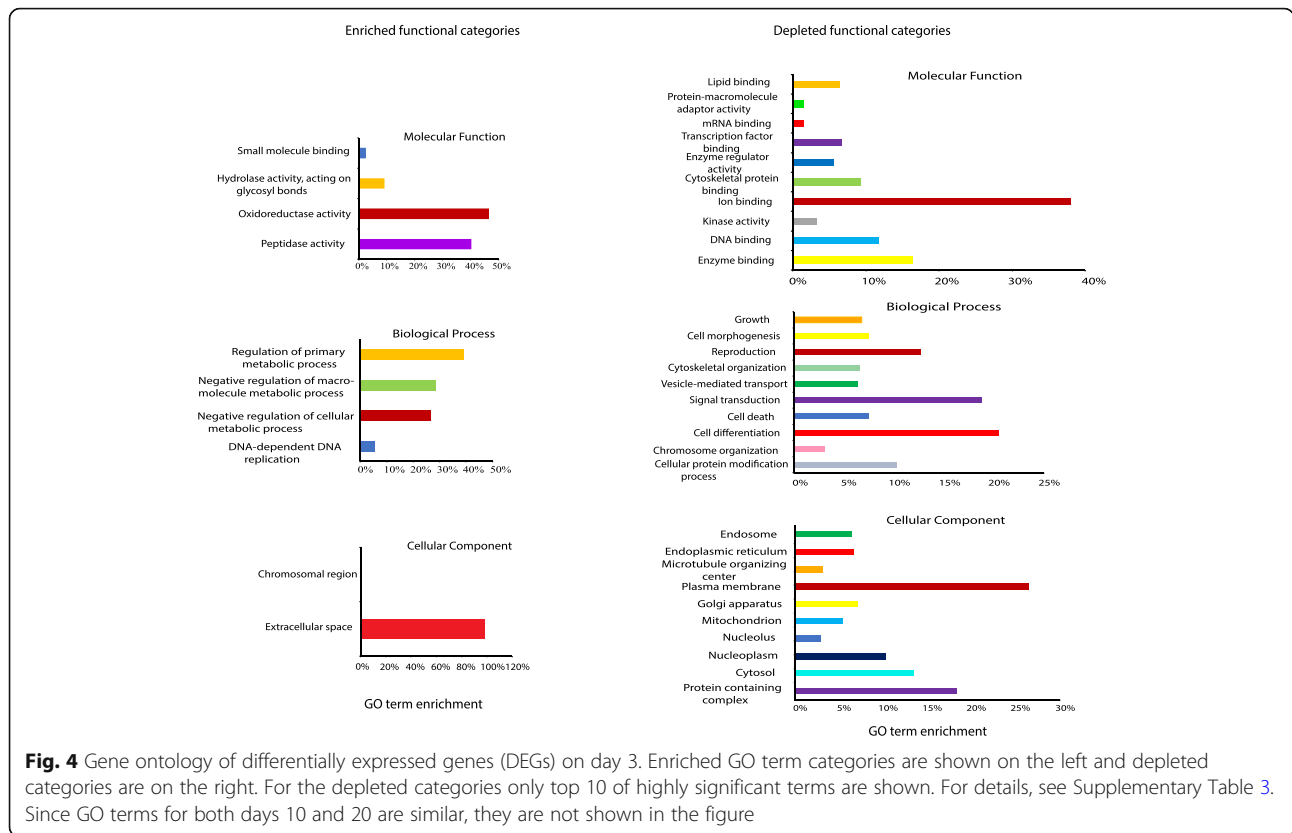 Enriched functional categories
Depleted functional categories
Molecular Function
Small molecule binding
Hydrolase activity, acting on
glycosyl bonds
Oxidoreductase activity
Peptidase activity
0% 10% 20% 30% 40% 50%
Biological Process
Regulation of primary
metabolic process
Negative regulation of macro-
molecule metabolic process
Negative regulation of cellular
metabolic process
DNA-dependent DNA
replication
0% 10% 20% 30% 40% 50%
Cellular Component
Chromosomal region
Extracellular space
0% 20% 40% 60% 80% 100% 120%
GO term enrichment
Molecular Function
Lipid binding
Protein-macromolecule
adaptor activity
mRNA binding
Transcription factor
binding
Enzyme regulator
activity
Cytoskeletal protein
binding
Ion binding
Kinase activity
DNA binding
Enzyme binding
0% 10% 20% 30% 40%
Biological Process
Growth
Cell morphogenesis
Reproduction
Cytoskeletal organization
Vesicle-mediated transport
Signal transduction
Cell death
Cell differentiation
Chromosome organization
Cellular protein modification
process
0% 5% 10% 15% 20% 25%
Cellular Component
Endosome
Endoplasmic reticulum
Microtubule organizing
center
Plasma membrane
Golgi apparatus
Mitochondrion
Nucleolus
Nucleoplasm
Cytosol
Protein containing
complex
0% 5% 10% 15% 20% 25% 30%
GO term enrichment
Fig. 4 Gene ontology of differentially expressed genes (DEGs) on day 3. Enriched GO term categories are shown on the left and depleted
categories are on the right. For the depleted categories only top 10 of highly significant terms are shown. For details, see Supplementary Table 3.
Since GO terms for both days 10 and 20 are similar, they are not shown in the figure